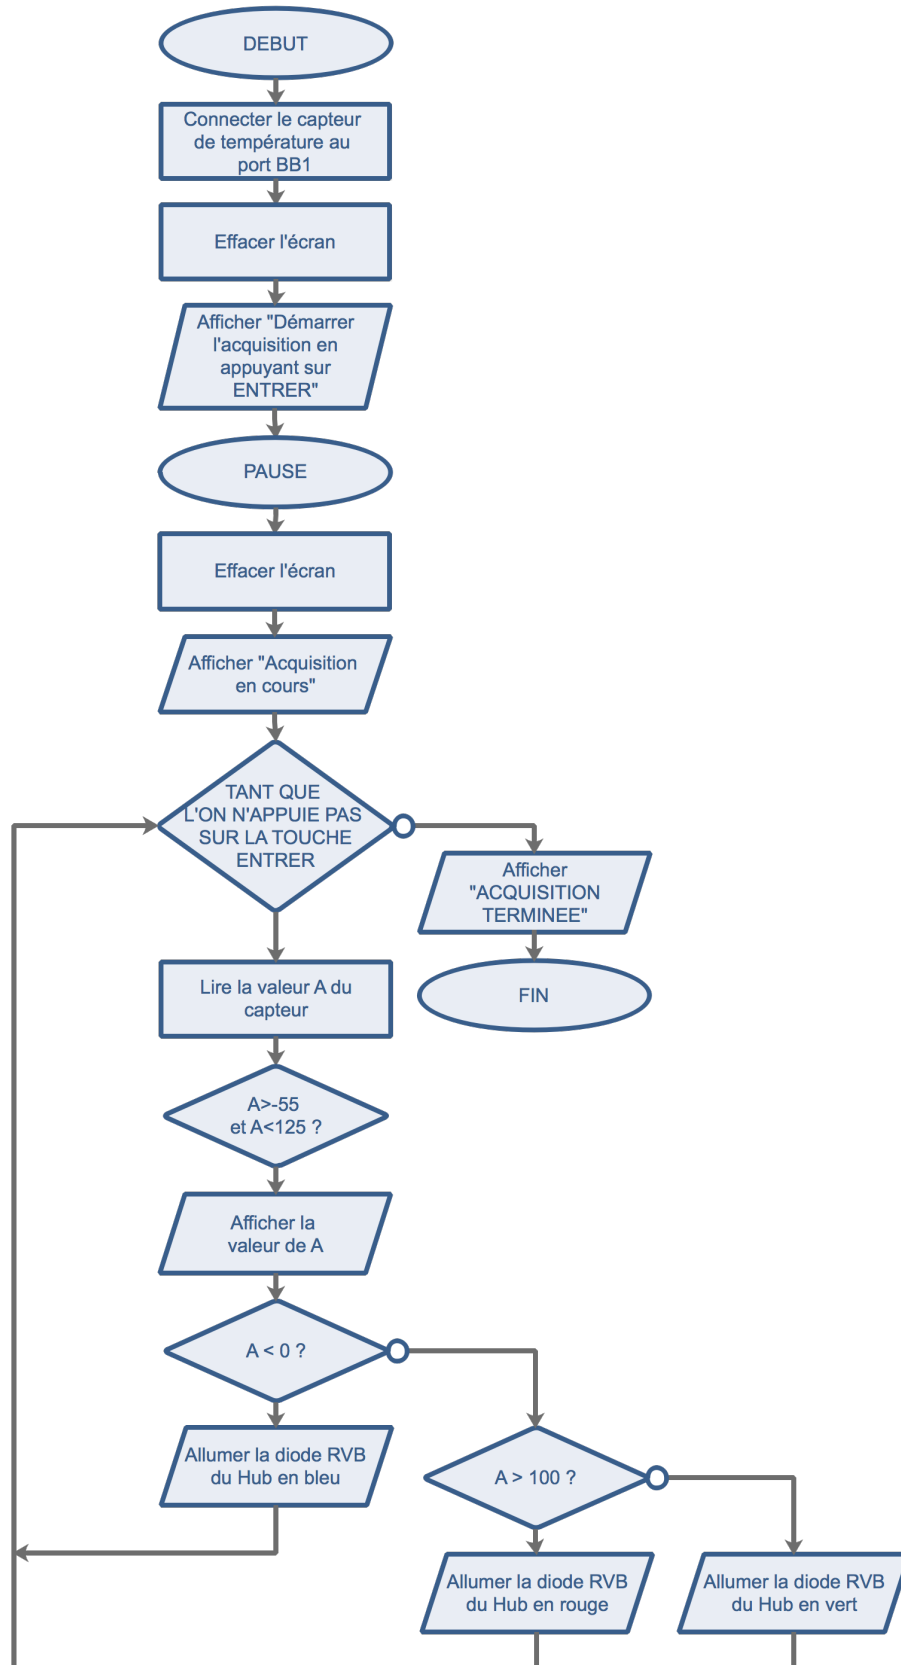 DEBUT
Connecter le capteur
de température au
port BB1
Effacer l'écran
Afficher "Démarrer
l'acquisition en
appuyant sur
ENTRER"
PAUSE
Effacer l'écran
Afficher "Acquisition
en cours"
TANT QUE
L'ON N'APPUIE PAS
SUR LA TOUCHE
ENTRER
Afficher
"ACQUISITION
TERMINEE"
FIN
Lire la valeur A du
capteur
A>-55
et A<125 ?
Afficher la
valeur de A
A < 0 ?
Allumer la diode RVB
du Hub en bleu
A > 100 ?
Allumer la diode RVB
du Hub en rouge
Allumer la diode RVB
du Hub en vert